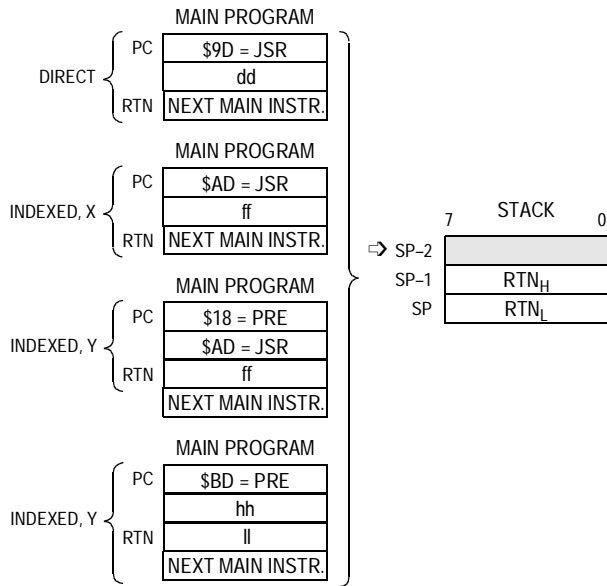 MAIN PROGRAM
PC $9D = JSR
DIRECT dd
RTN NEXT MAIN INSTR.
MAIN PROGRAM
PC $AD = JSR
INDEXED, X ff
RTN NEXT MAIN INSTR.
MAIN PROGRAM
PC $18 = PRE
INDEXED, Y $AD = JSR
RTN ff
NEXT MAIN INSTR.
MAIN PROGRAM
PC $BD = PRE
INDEXED, Y hh
RTN ll
NEXT MAIN INSTR.
7 STACK 0
⇨ SP–2
SP–1 RTNH
SP RTNL